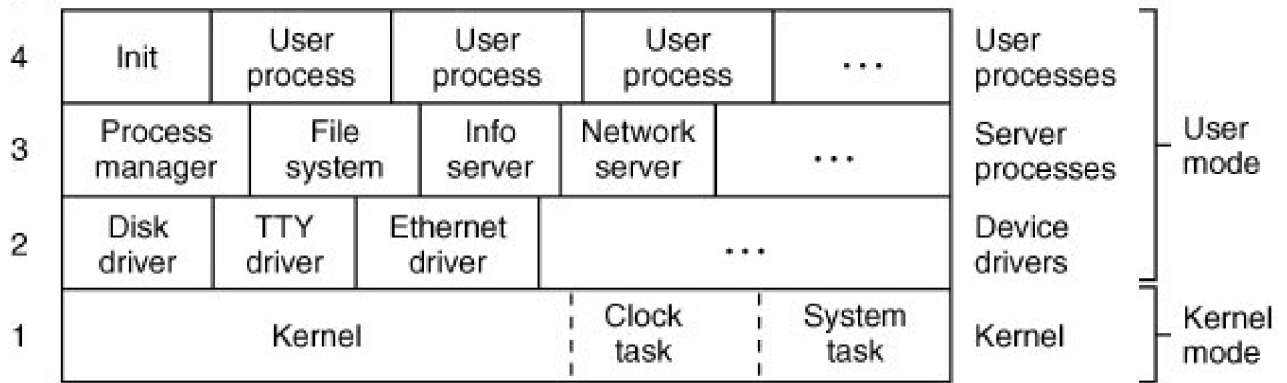 4
Init
User
process
User
process
User
process
...
User
processes
3
Process
manager
File
system
Info
server
Network
server
...
Server
processes
User
mode
2
Disk
driver
TTY
driver
Ethernet
driver
...
Device
drivers
1
Kernel
Clock
task
System
task
Kernel
Kernel
mode